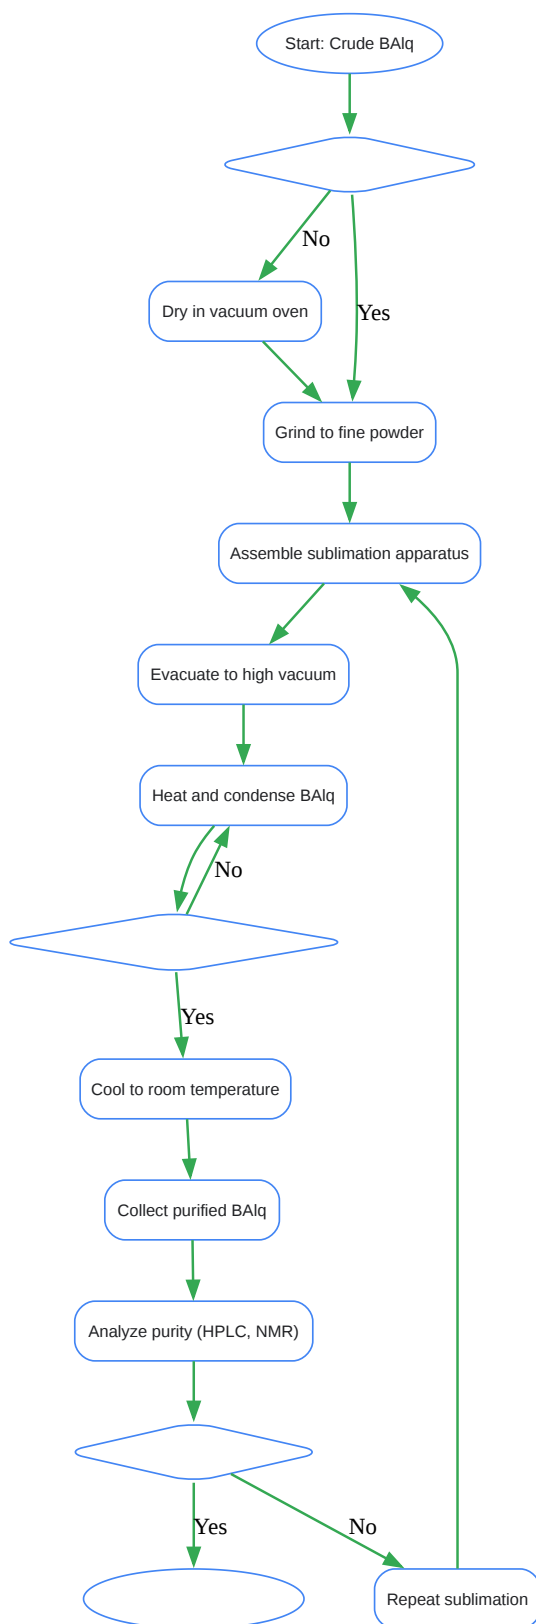 Start: Crude BAlq
No
Dry in vacuum oven
Yes
Grind to fine powder
Assemble sublimation apparatus
Evacuate to high vacuum
Heat and condense BAlq
No
Yes
Cool to room temperature
Collect purified BAlq
Analyze purity (HPLC, NMR)
Yes
No
Repeat sublimation